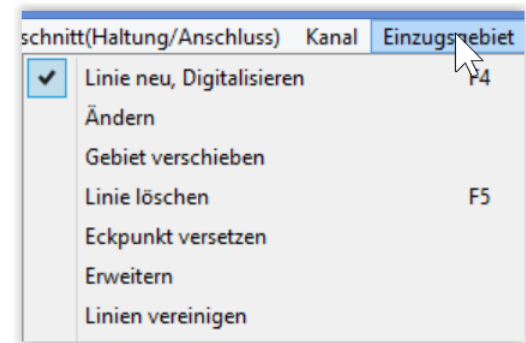 schnitt(Haltung/Anschluss) Kanal Einzugsgebiet
Linie neu, Digitalisieren F4
Ändern
Gebiet verschieben
Linie löschen F5
Eckpunkt versetzen
Erweitern
Linien vereinigen